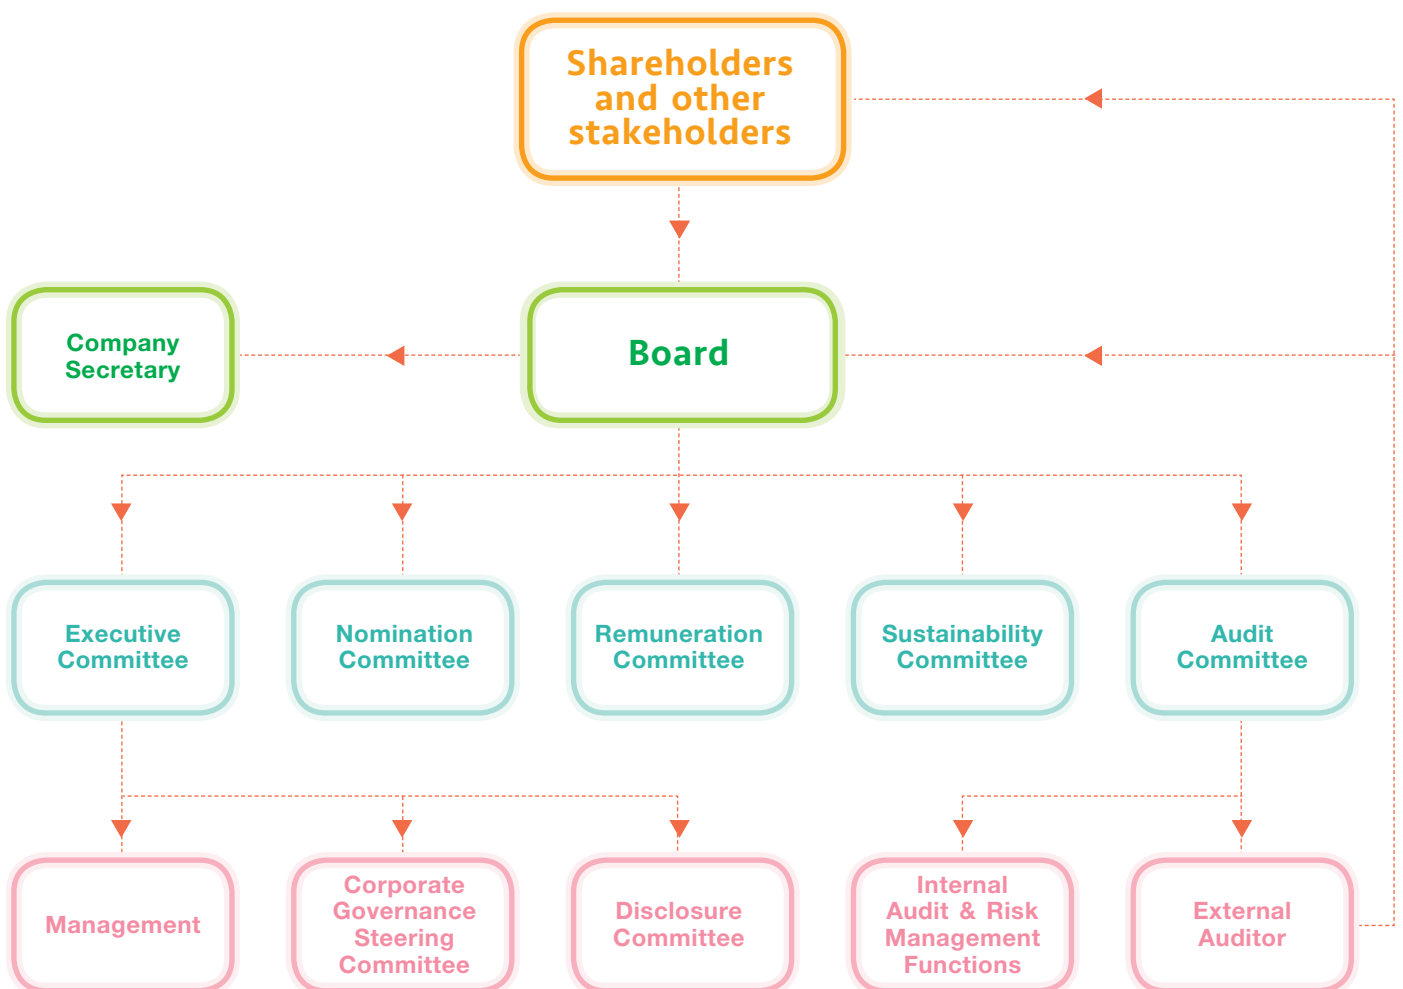 Shareholders
and other
stakeholders
Company
Secretary
Board
Executive
Committee
Nomination
Committee
Remuneration
Committee
Sustainability
Committee
Audit
Committee
Management
Corporate
Governance
Steering
Committee
Disclosure
Committee
Internal
Audit & Risk
Management
Functions
External
Auditor